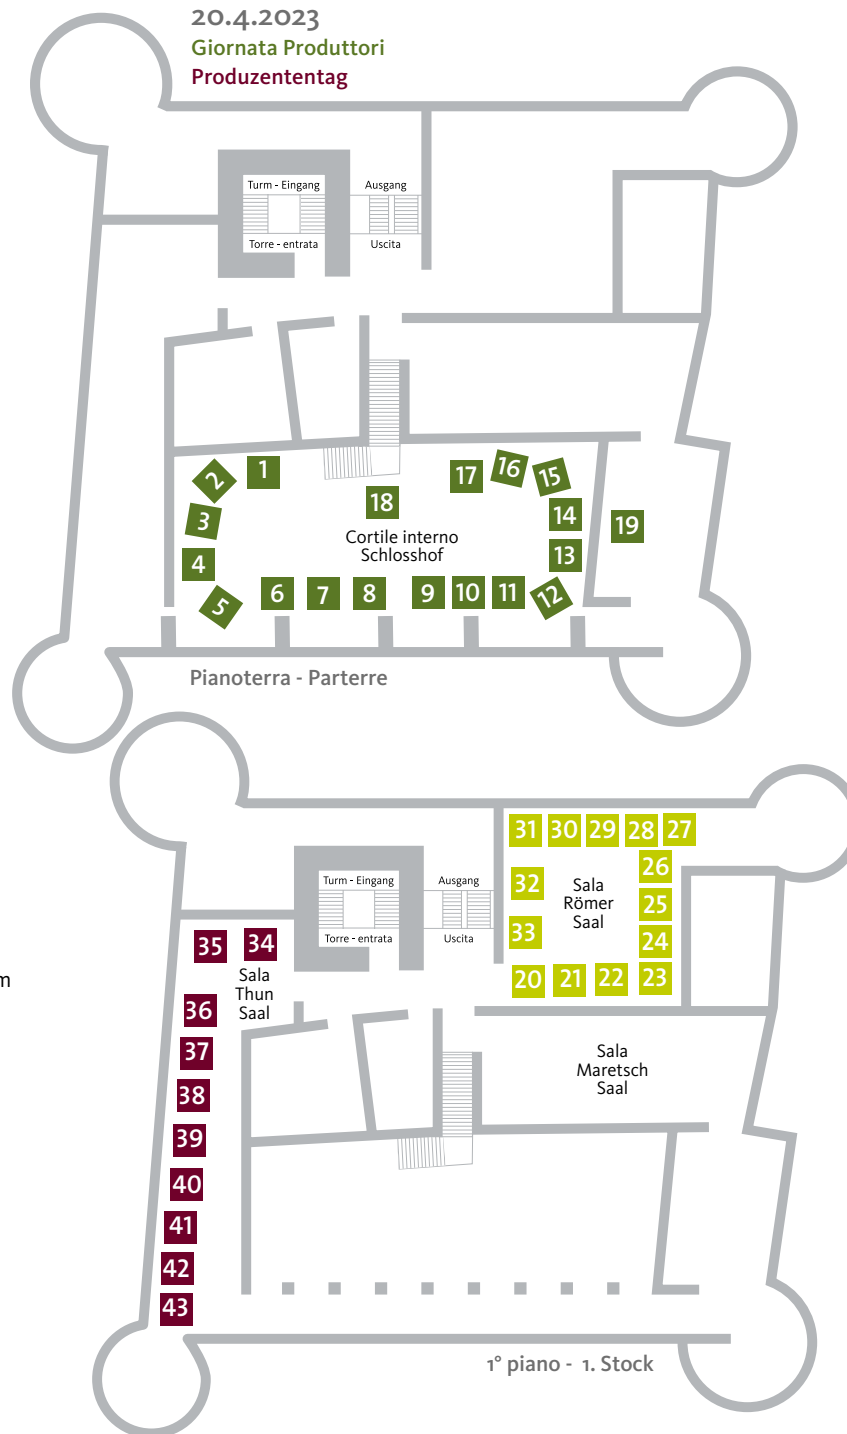 20.4.2023
Giornata Produttori
Produzententag
Turm - Eingang
Ausgang
Torre - entrata
Uscita
1
2
3
4
5
6
7
8
9
10
11
12
13
14
15
16
17
18
19
Cortile interno
Schlosshof
Pianoterra - Parterre
31
30
29
28
27
26
25
24
23
22
21
20
33
32
Sala
Römer
Saal
Turm - Eingang
Ausgang
Torre - entrata
Uscita
35
34
Sala
Thun
Saal
m
36
37
38
39
40
41
42
43
Sala
Maretsch
Saal
1° piano - 1. Stock